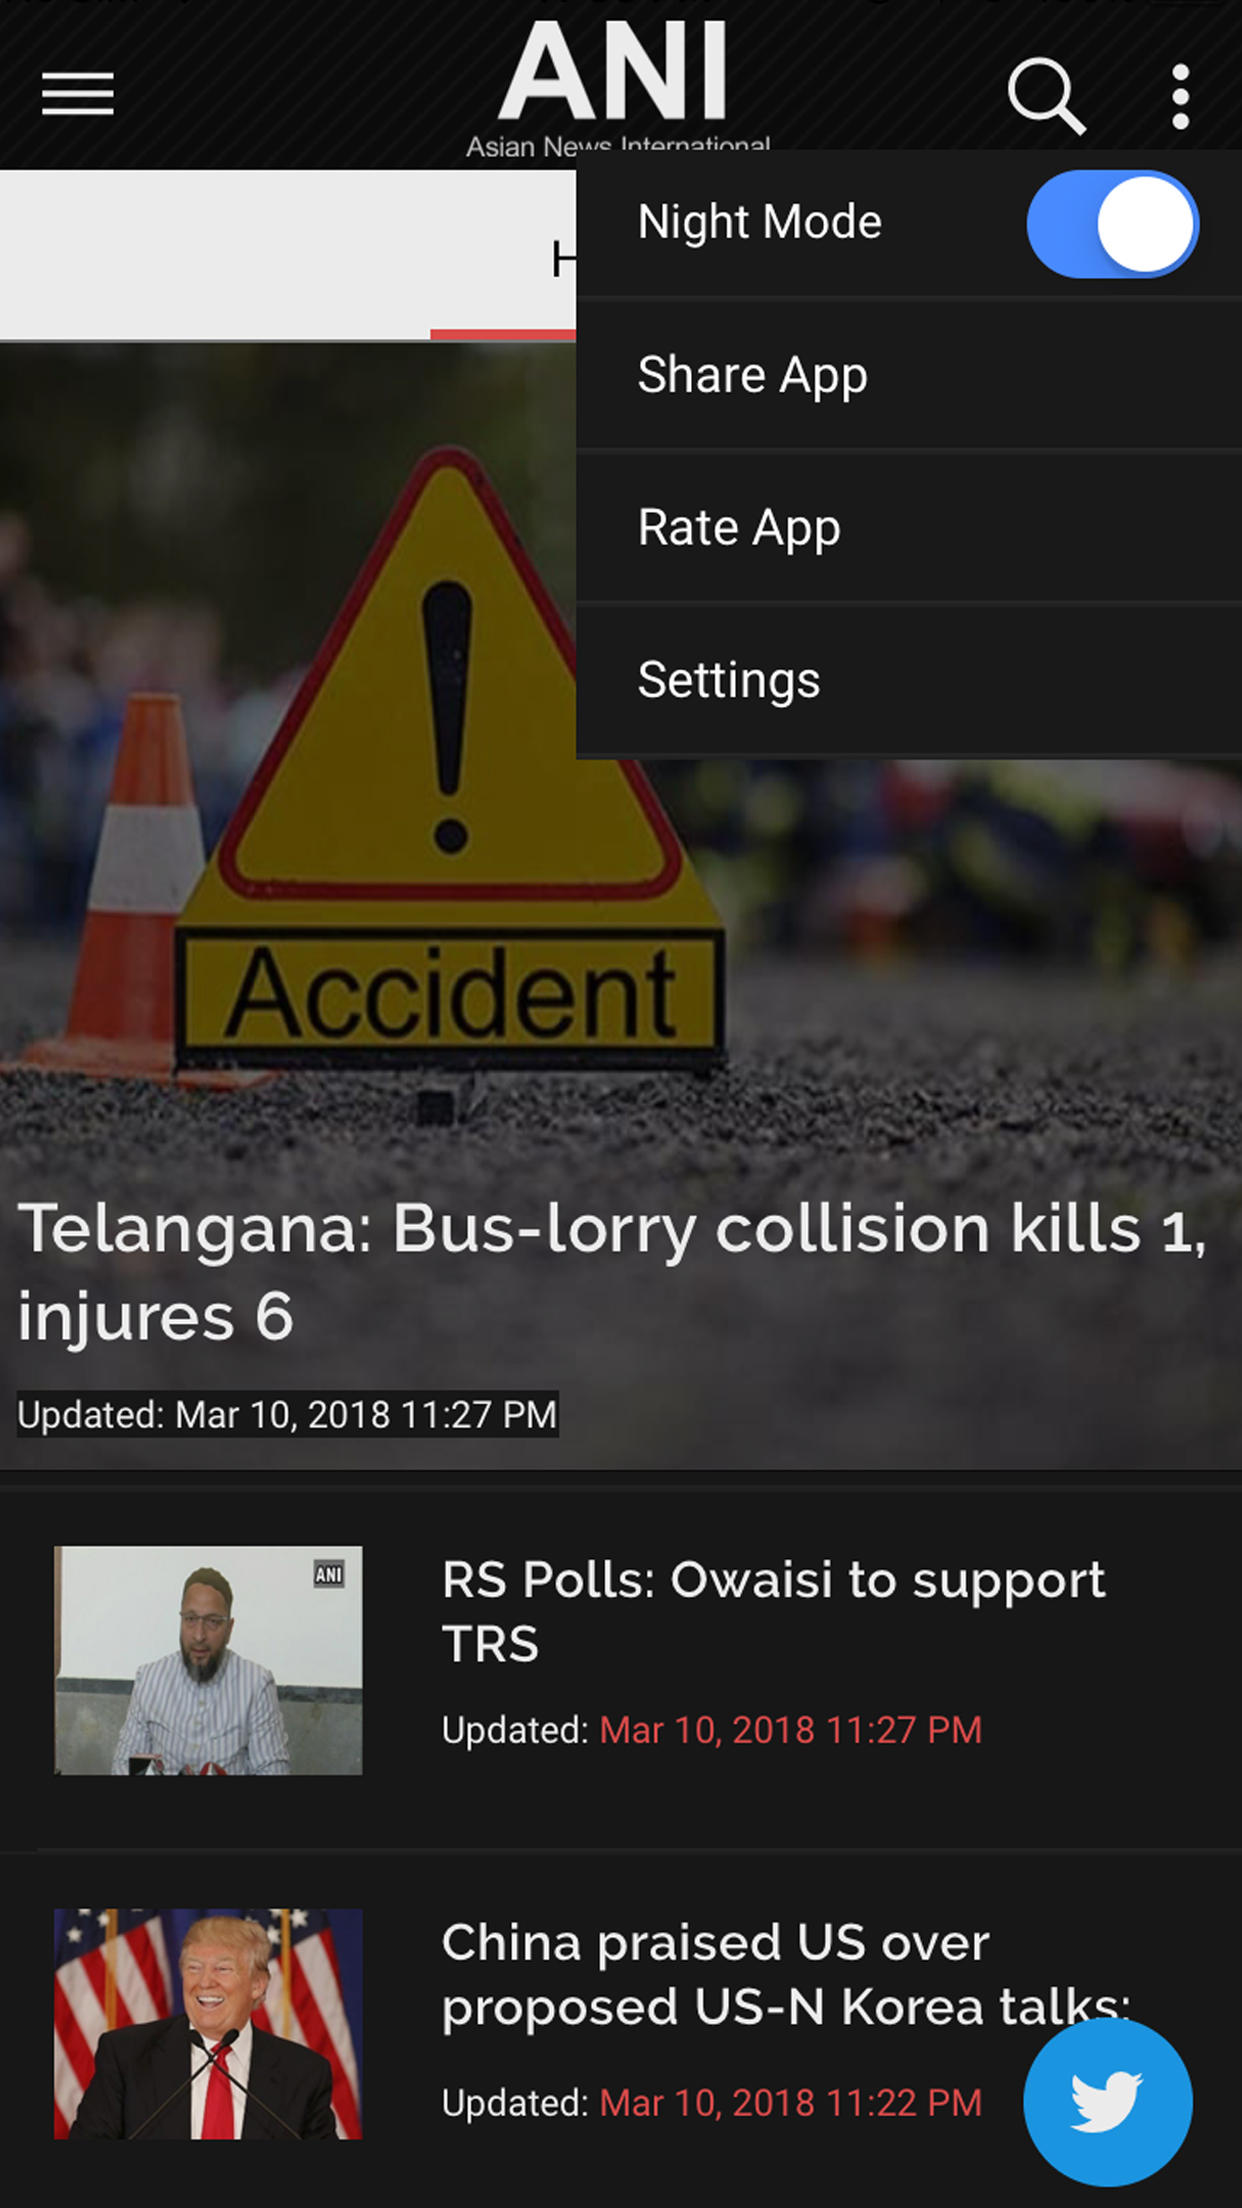 ANI
Asian News International
Night Mode
H
Share App
Rate App
Settings
Accident
Telangana: Bus-lorry collision kills 1,
injures 6
Updated: Mar 10, 2018 11:27 PM
ANI
RS Polls: Owaisi to support
TRS
Updated: Mar 10, 2018 11:27 PM
China praised US over
proposed US-N Korea talks:
Updated: Mar 10, 2018 11:22 PM